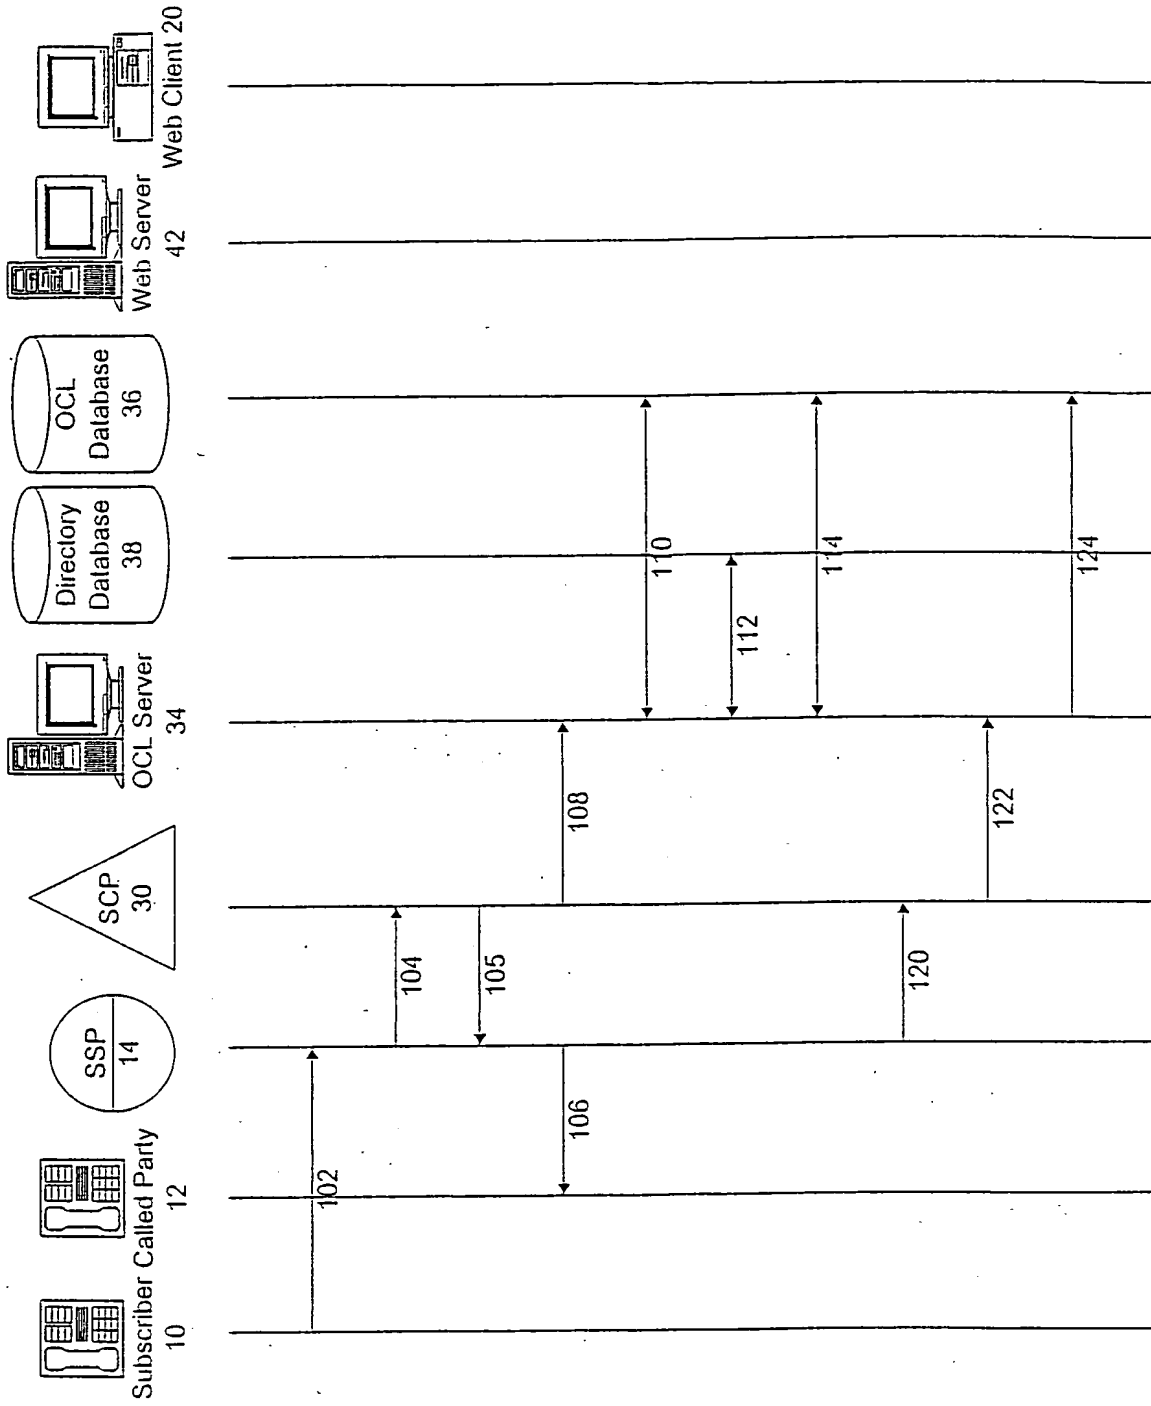 Subscriber
10
Called Party
12
SSP
14
SCP
30
OCL Server
34
Directory
Database
38
OCL
Database
36
Web Server
42
Web Client 20
102
104
105
106
108
110
112
114
120
122
124